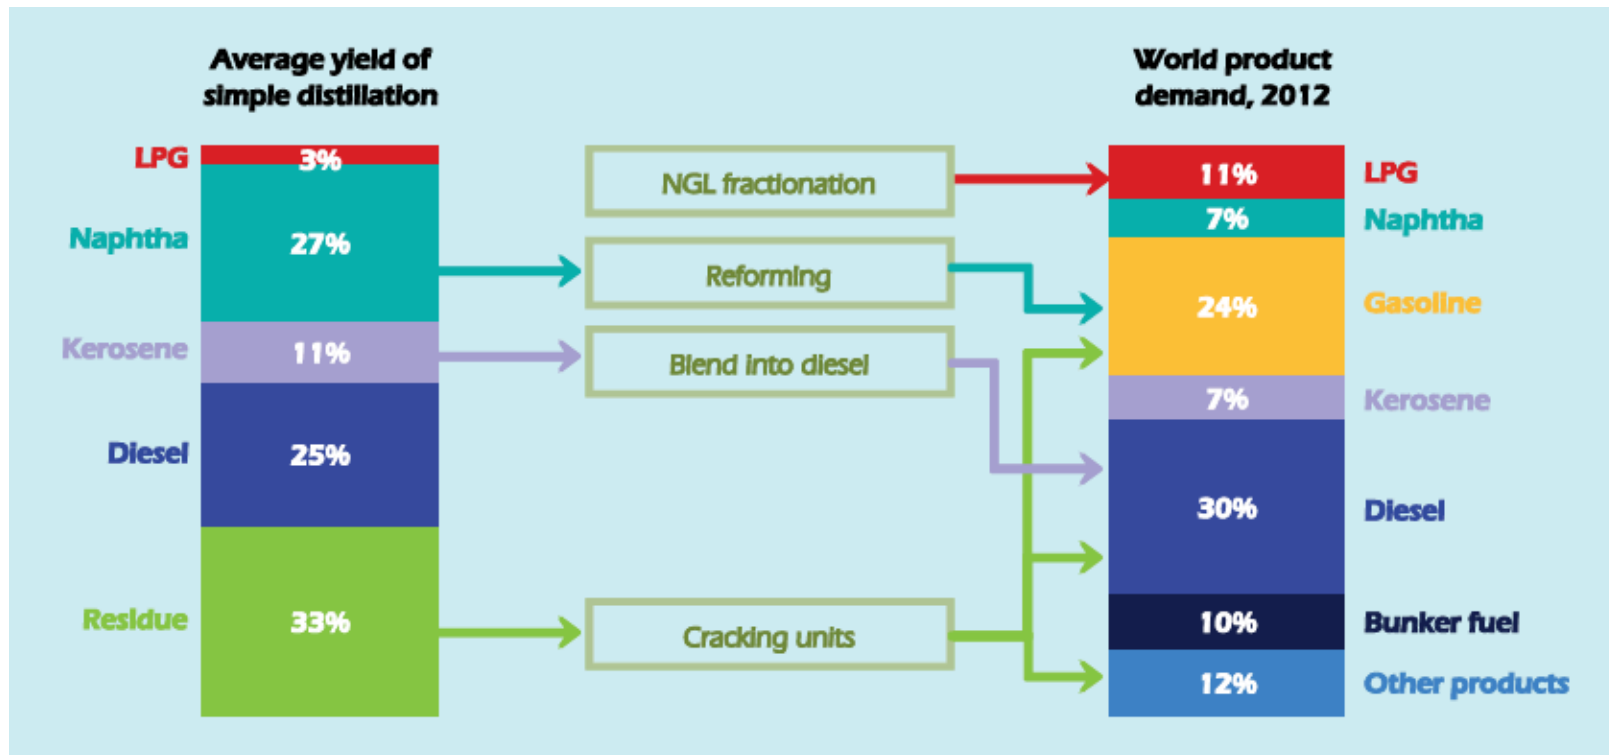 Average yield of
simple distillation
LPG
3%
Naphtha
27%
Kerosene
11%
Diesel
25%
Residue
33%
NGL fractionation
Reforming
Blend into diesel
Cracking units
World product
demand, 2012
11%
LPG
7%
Naphtha
24%
Gasoline
7%
Kerosene
30%
Diesel
10%
Bunker fuel
12%
Other products